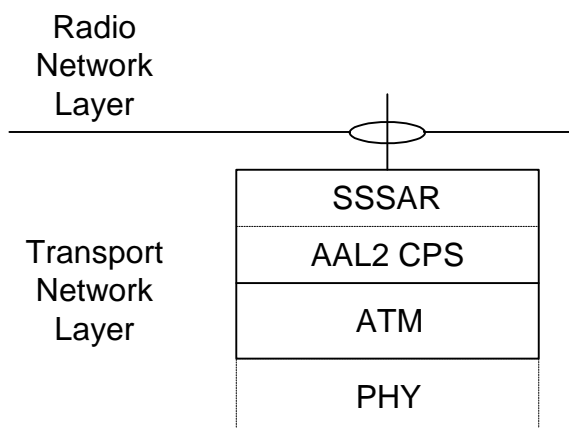 Radio
Network
Layer
SSSAR
AAL2 CPS
Transport
Network
Layer
ATM
PHY